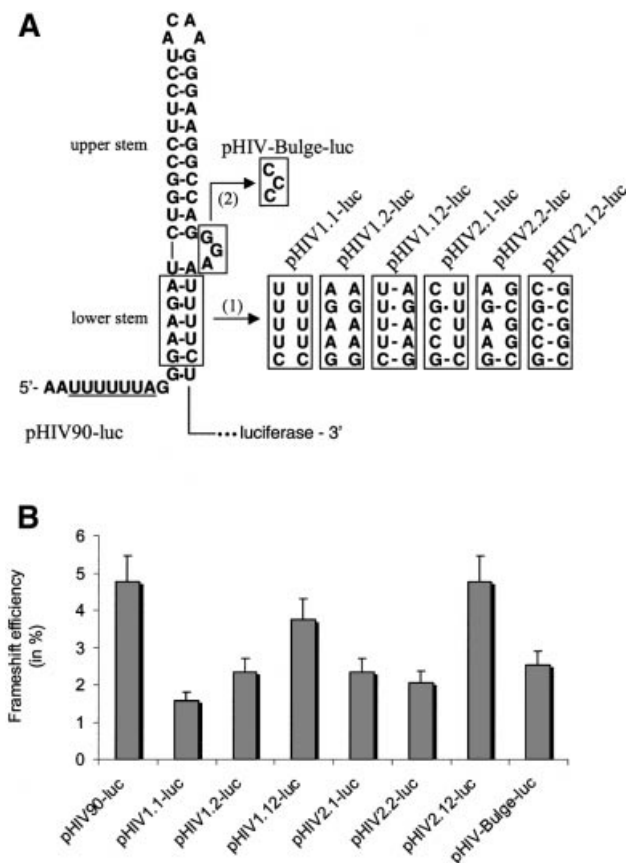 A
C A
A A
U•G
C-G
C-G
U-A
U-A
upper stem
C-G
C-G
pHIV-Bulge-luc
G-C
G-C
C
C
C
(2)
U-A
C-G
G
G
A
pHIV1.1-luc
pHIV1.2-luc
pHIV1.12-luc
pHIV2.1-luc
pHIV2.2-luc
pHIV2.12-luc
U A
A U U U A A U-A C U A G C-G
G U U U G G U•G G•U G-C G-C
lower stem
(1)
A U U U A A U-A C U A G C-G
A U U U A A U-A C U A G C-G
G C C C G G C-G G C G-C G-C
5'- AAUUUUUUAG G•U
pHIV90-luc
•••luciferase - 3'
B
Frameshift efficiency
(in %)
6
5
4
3
2
1
0
pHIV90-luc
pHIV1.1-luc
pHIV1.2-luc
pHIV1.12-luc
pHIV2.1-luc
pHIV2.2-luc
pHIV2.12-luc
pHIV-Bulge-luc